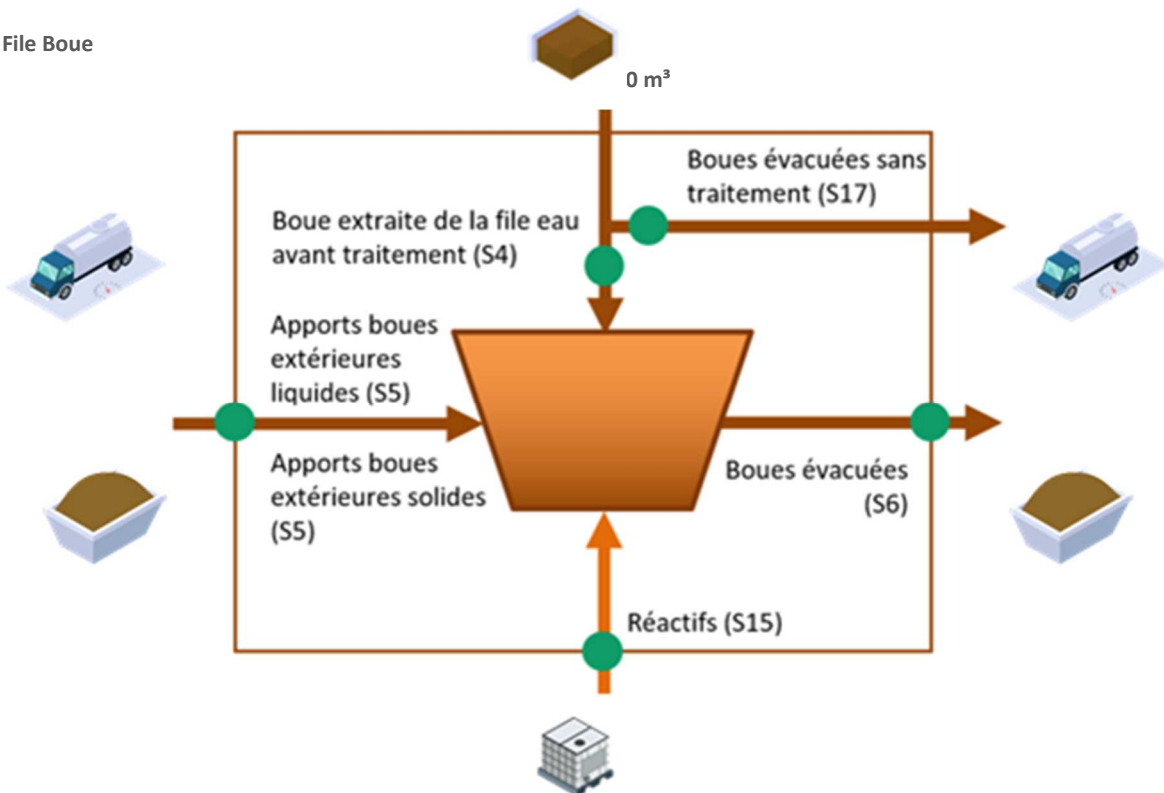 File Boue
0 m³
Boues évacuées sans
traitement (S17)
Boue extraite de la file eau
avant traitement (S4)
Apports boues
extérieures
liquides (S5)
Apports boues
extérieures solides
(S5)
Boues évacuées
(S6)
Réactifs (S15)